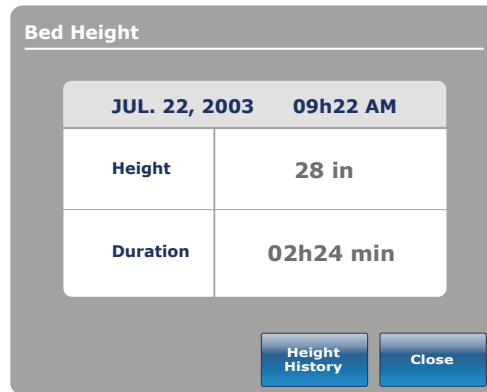 Bed Height
JUL. 22, 2003 09h22 AM
Height 28 in
Duration 02h24 min
Height
History
Close